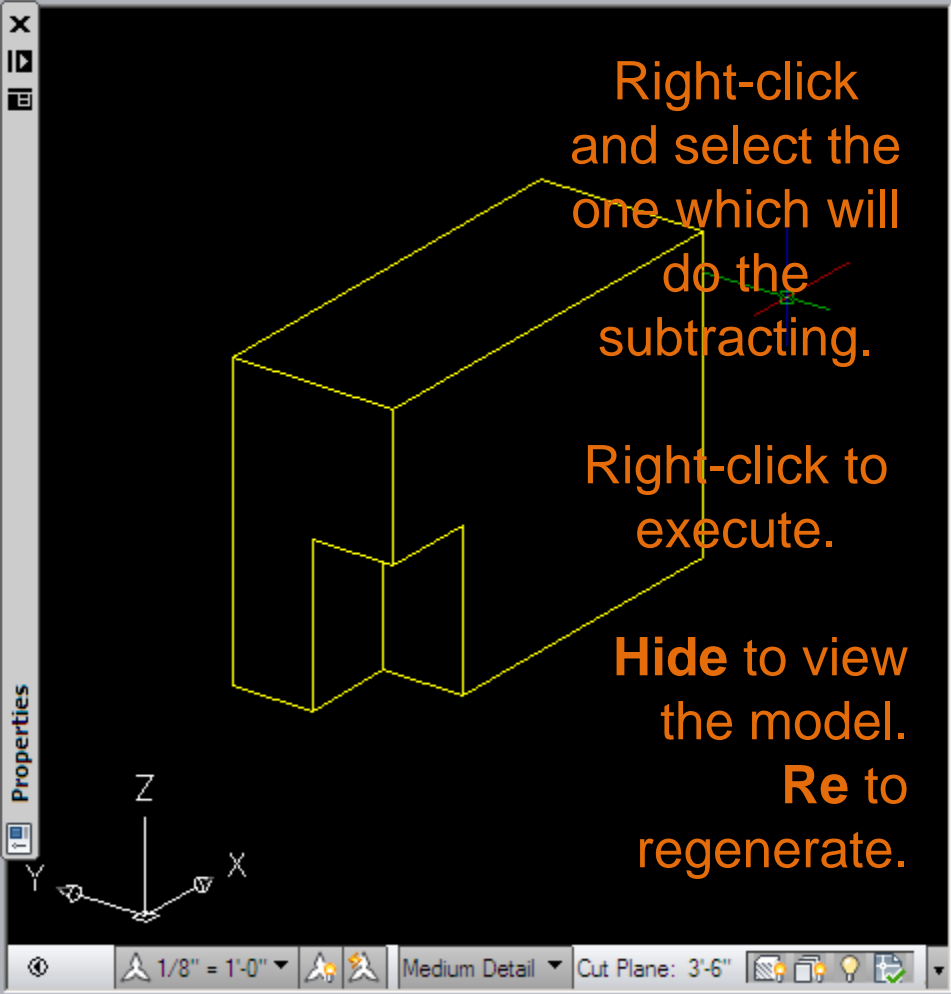 Right-click
and select the
one which will
do the
subtracting.
Right-click to
execute.
Hide to view
the model.
Re to
regenerate.
Properties
Z
Y
X
1/8" = 1'-0"
Medium Detail
Cut Plane: 3'-6"